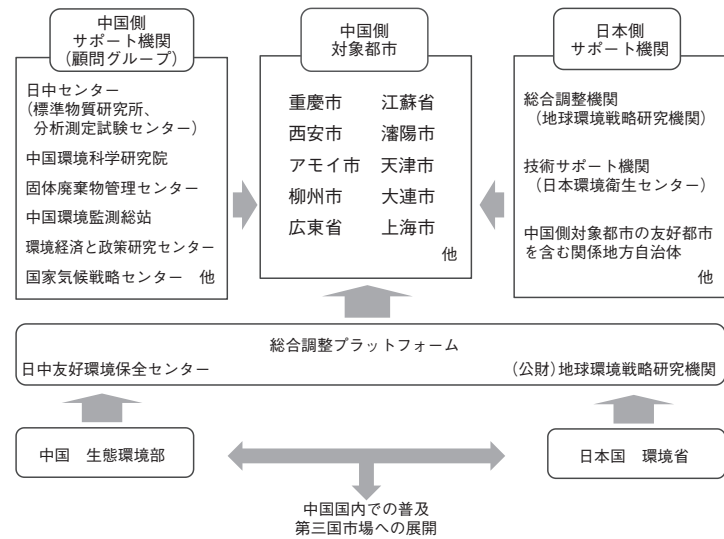 中国側
サポート機関
（顧問グループ）
日中センター
（標準物質研究所、
分析測定試験センター）
中国環境科学研究院
固体廃棄物管理センター
中国環境監測総站
環境経済と政策研究センター
国家気候戦略センター　他
中国側
対象都市
重慶市　江蘇省
西安市　瀋陽市
アモイ市　天津市
柳州市　大連市
広東省　上海市
他
日本側
サポート機関
総合調整機関
（地球環境戦略研究機関）
技術サポート機関
（日本環境衛生センター）
中国側対象都市の友好都市
を含む関係地方自治体
他
総合調整プラットフォーム
日中友好環境保全センター　（公財）地球環境戦略研究機関
中国　生態環境部
日本国　環境省
中国国内での普及
第三国市場への展開